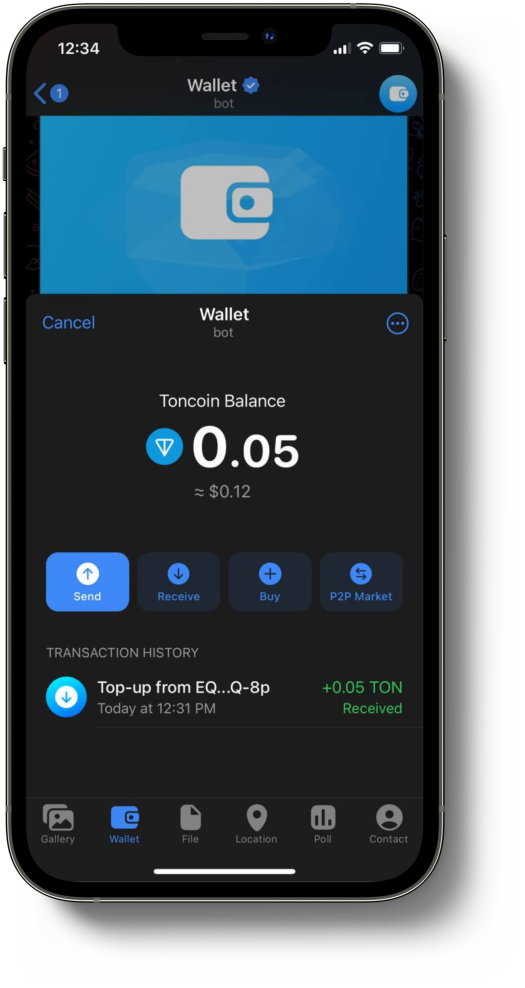 12:34
1
Wallet
bot
Cancel
Wallet
bot
Toncoin Balance
0.05
≈ $0.12
Send
Receive
Buy
P2P Market
TRANSACTION HISTORY
Top-up from EQ...Q-8p
+0.05 TON
Today at 12:31 PM
Received
Gallery
Wallet
File
Location
Poll
Contact